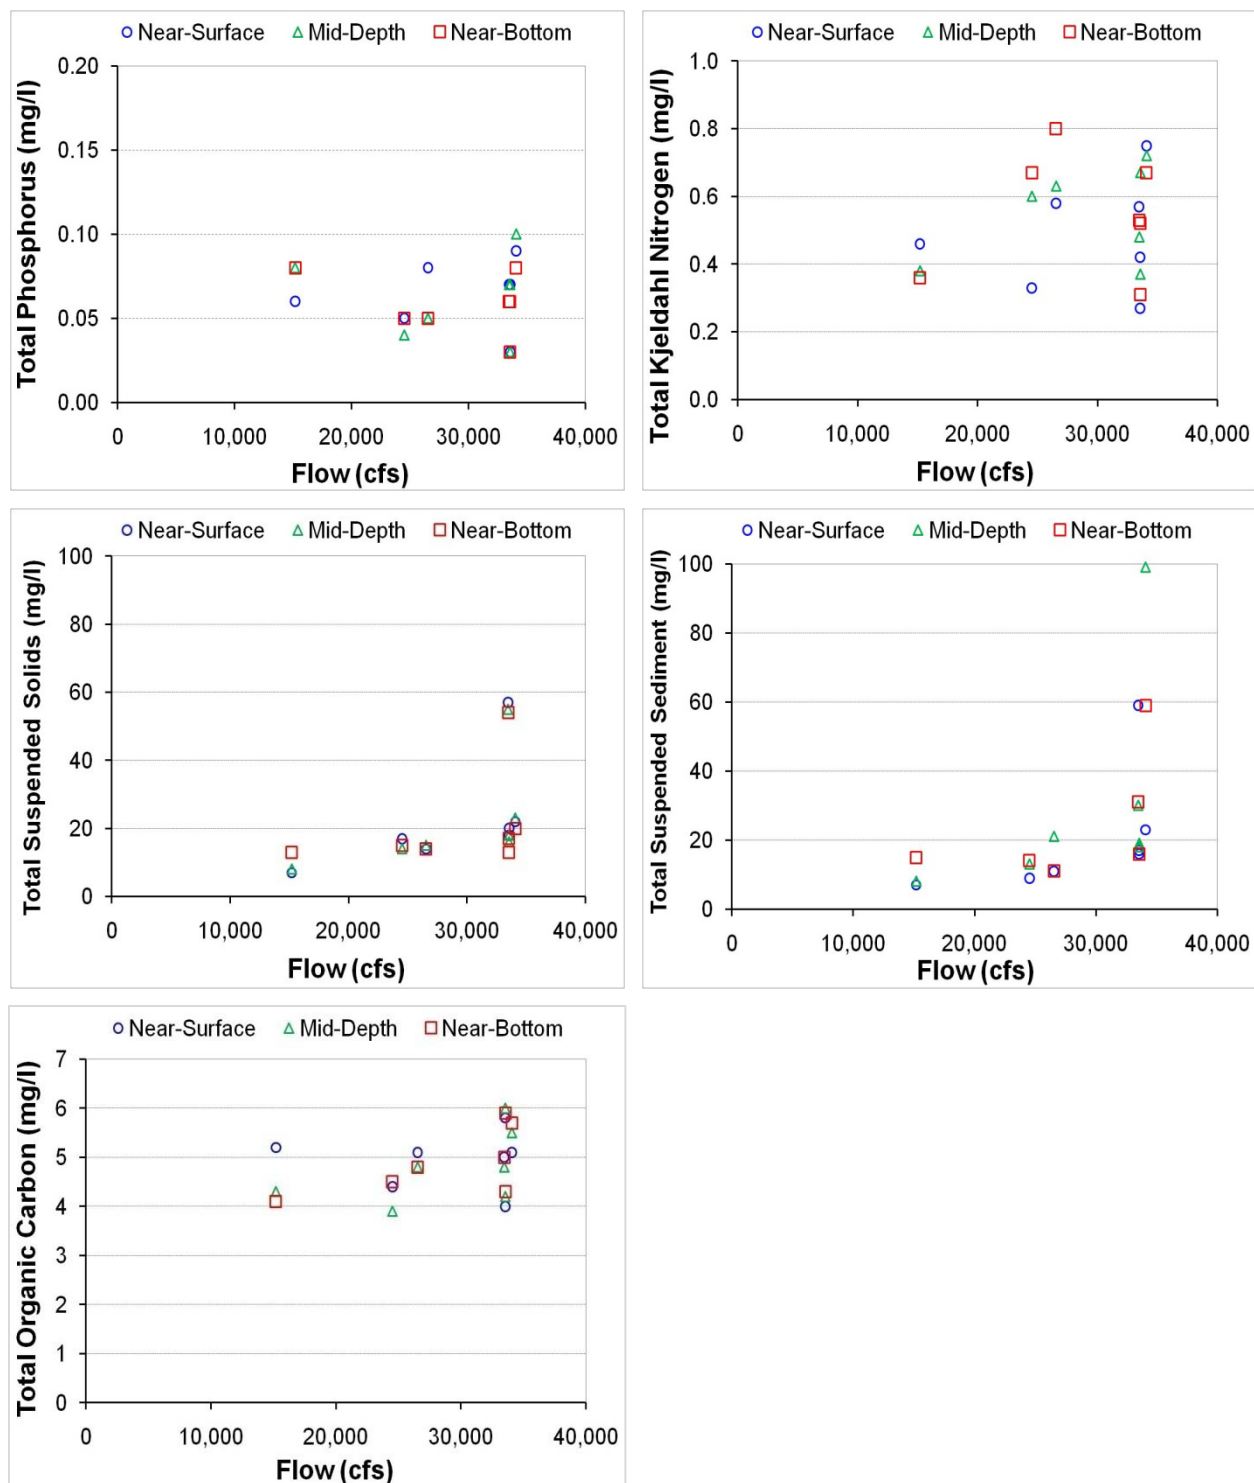 Near-Surface Mid-Depth Near-Bottom
Total Phosphorus (mg/l)
0.20
0.15
0.10
0.05
0.00
0 10,000 20,000 30,000 40,000
Flow (cfs)
Near-Surface Mid-Depth Near-Bottom
Total Kjeldahl Nitrogen (mg/l)
1.0
0.8
0.6
0.4
0.2
0.0
0 10,000 20,000 30,000 40,000
Flow (cfs)
Near-Surface Mid-Depth Near-Bottom
Total Suspended Solids (mg/l)
100
80
60
40
20
0
0 10,000 20,000 30,000 40,000
Flow (cfs)
Near-Surface Mid-Depth Near-Bottom
Total Suspended Sediment (mg/l)
100
80
60
40
20
0
0 10,000 20,000 30,000 40,000
Flow (cfs)
Near-Surface Mid-Depth Near-Bottom
Total Organic Carbon (mg/l)
7
6
5
4
3
2
1
0
0 10,000 20,000 30,000 40,000
Flow (cfs)